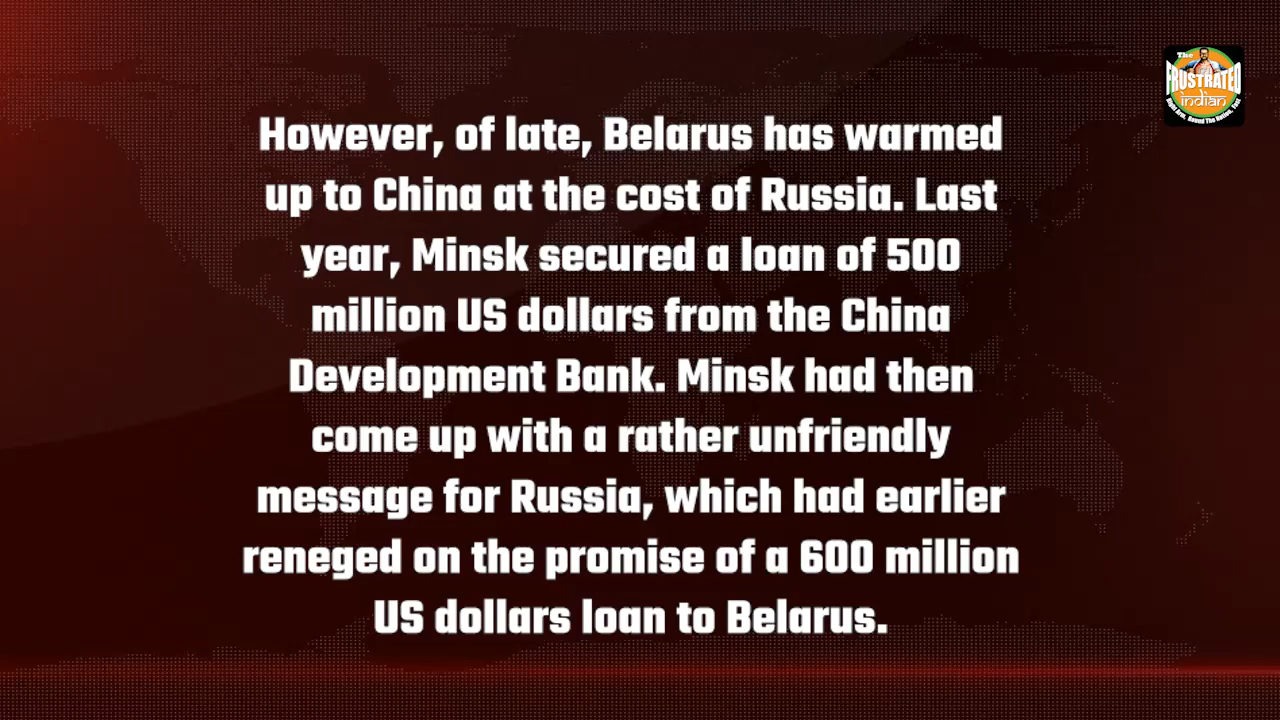 The
FRUSTRATED
indian
However, of late, Belarus has warmed
up to China at the cost of Russia. Last
year, Minsk secured a loan of 500
million US dollars from the China
Development Bank. Minsk had then
come up with a rather unfriendly
message for Russia, which had earlier
reneged on the promise of a 600 million
US dollars loan to Belarus.